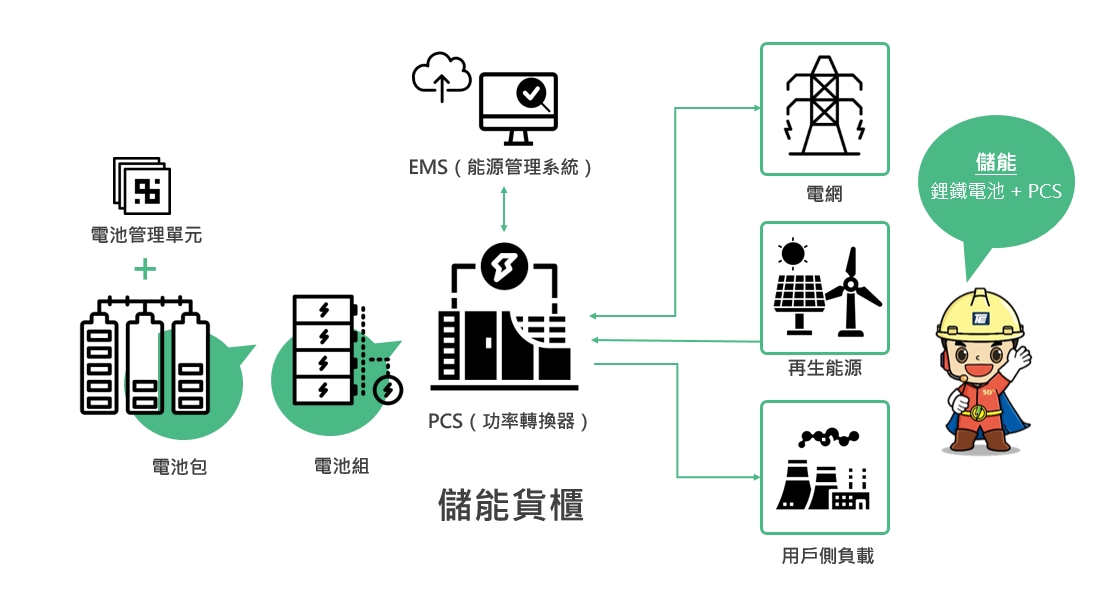 EMS（能源管理系統）
電池管理單元
+
電池包
電池組
PCS（功率轉換器）
儲能貨櫃
電網
再生能源
用戶側負載
儲能
鋰鐵電池 + PCS